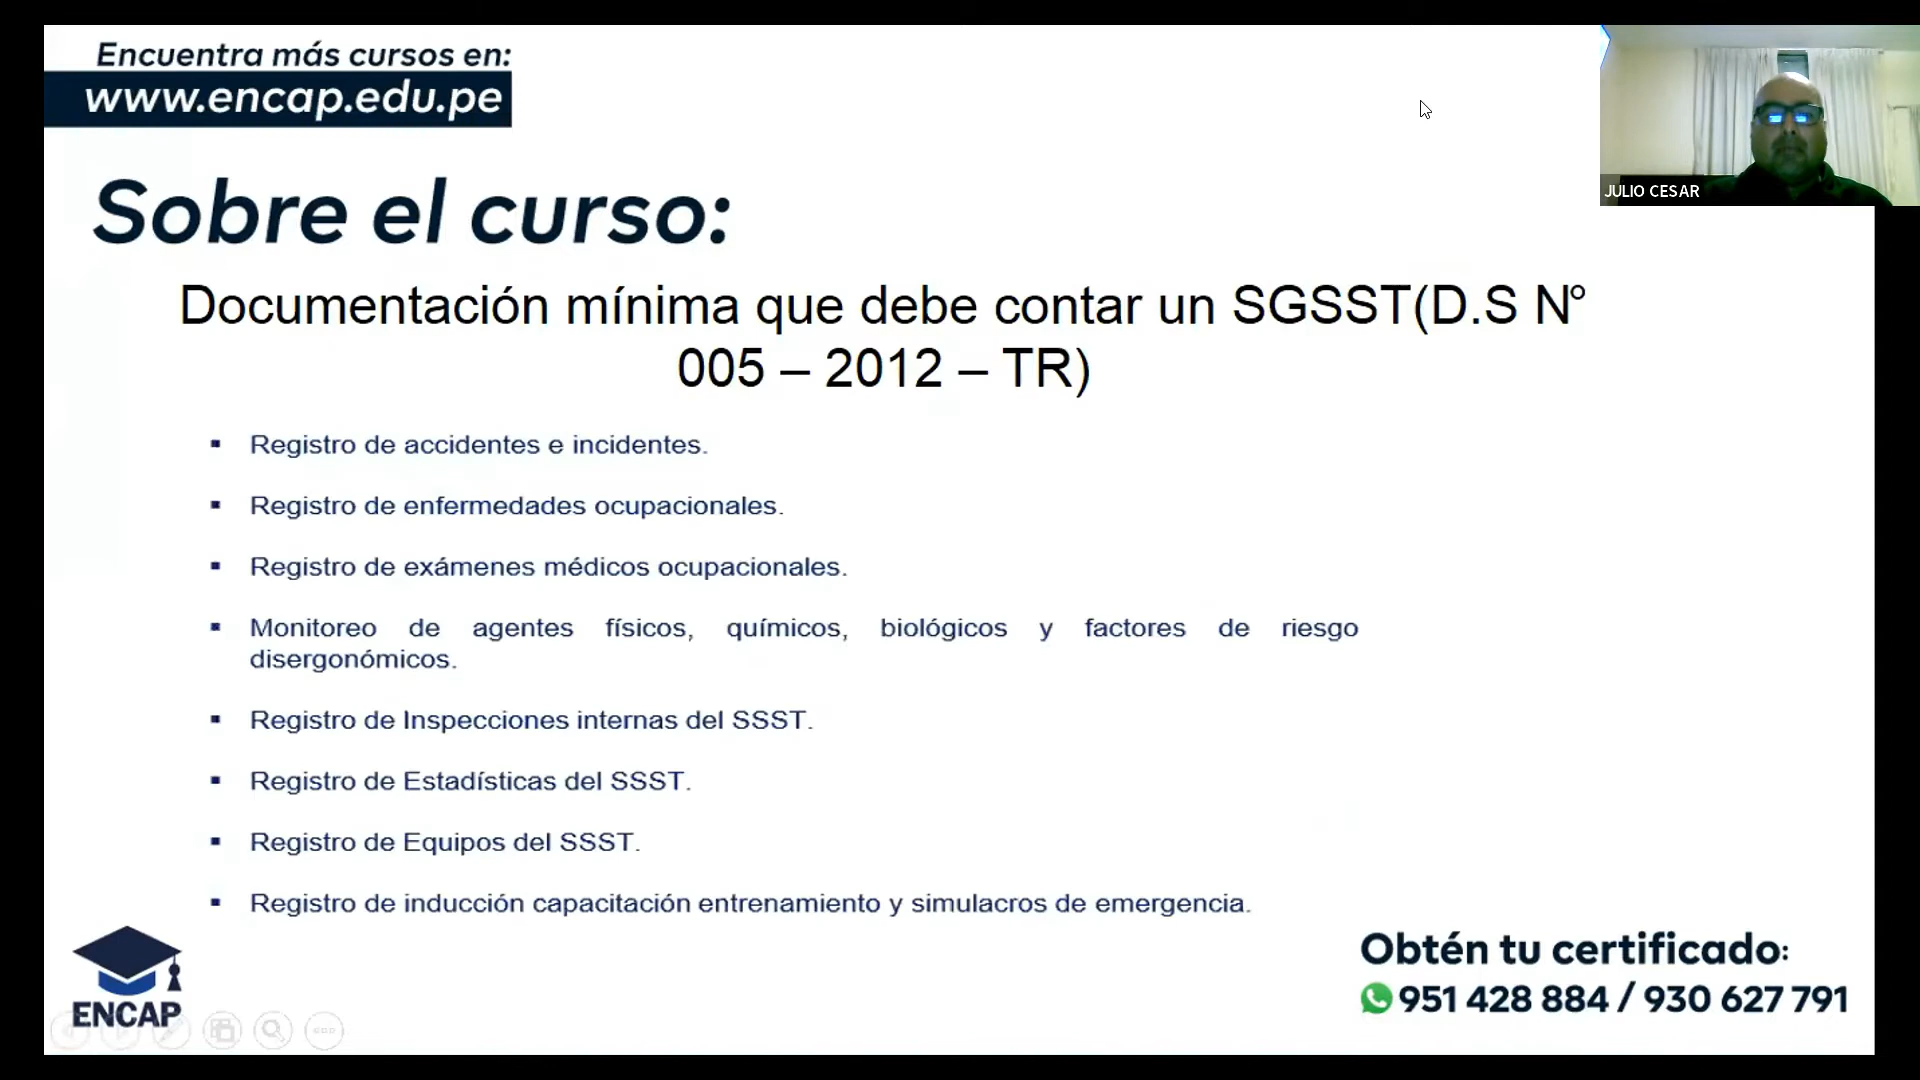 Encuentra más cursos en:
www.encap.edu.pe
JULIO CESAR
Sobre el curso:
Documentación mínima que debe contar un SGSST(D.S N°
005 – 2012 – TR)
▪ Registro de accidentes e incidentes.
▪ Registro de enfermedades ocupacionales.
▪ Registro de exámenes médicos ocupacionales.
▪ Monitoreo de agentes físicos, químicos, biológicos y factores de riesgo
disergonómicos.
▪ Registro de Inspecciones internas del SSST.
▪ Registro de Estadísticas del SSST.
▪ Registro de Equipos del SSST.
▪ Registro de inducción capacitación entrenamiento y simulacros de emergencia.
ENCAP
Obtén tu certificado:
951 428 884 / 930 627 791